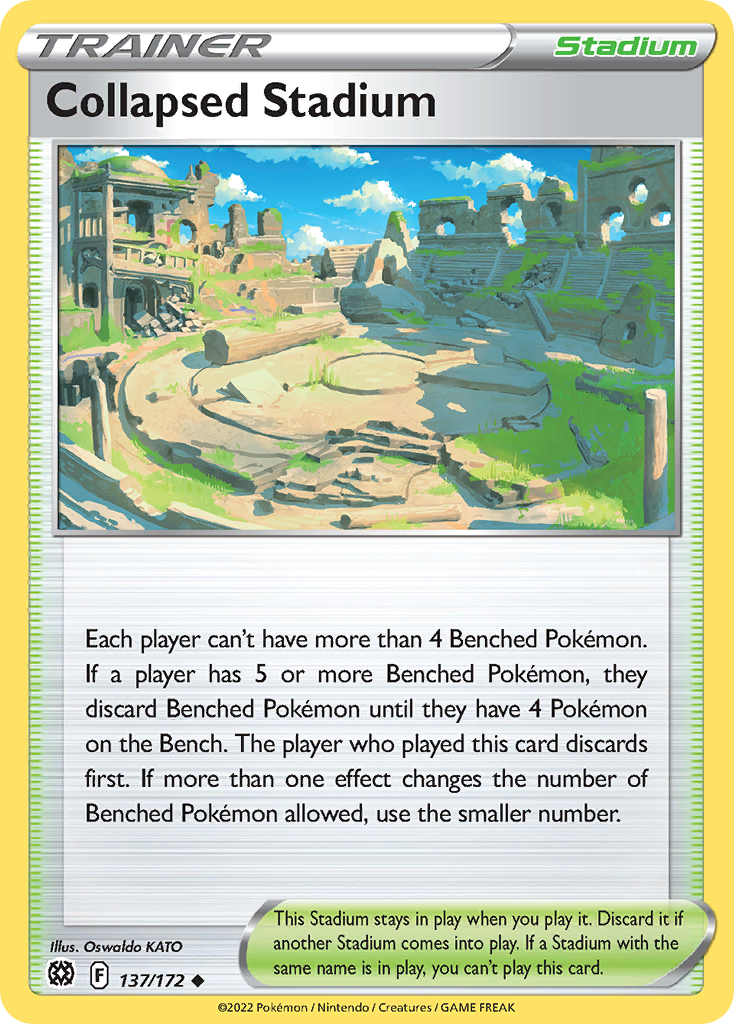 TRAINER
Stadium
Collapsed Stadium
Each player can't have more than 4 Benched Pokémon.
If a player has 5 or more Benched Pokémon, they
discard Benched Pokémon until they have 4 Pokémon
on the Bench. The player who played this card discards
first. If more than one effect changes the number of
Benched Pokémon allowed, use the smaller number.
This Stadium stays in play when you play it. Discard it if
another Stadium comes into play. If a Stadium with the
same name is in play, you can't play this card.
Illus. Oswaldo KATO
F 137/172
©2022 Pokémon / Nintendo / Creatures / GAME FREAK